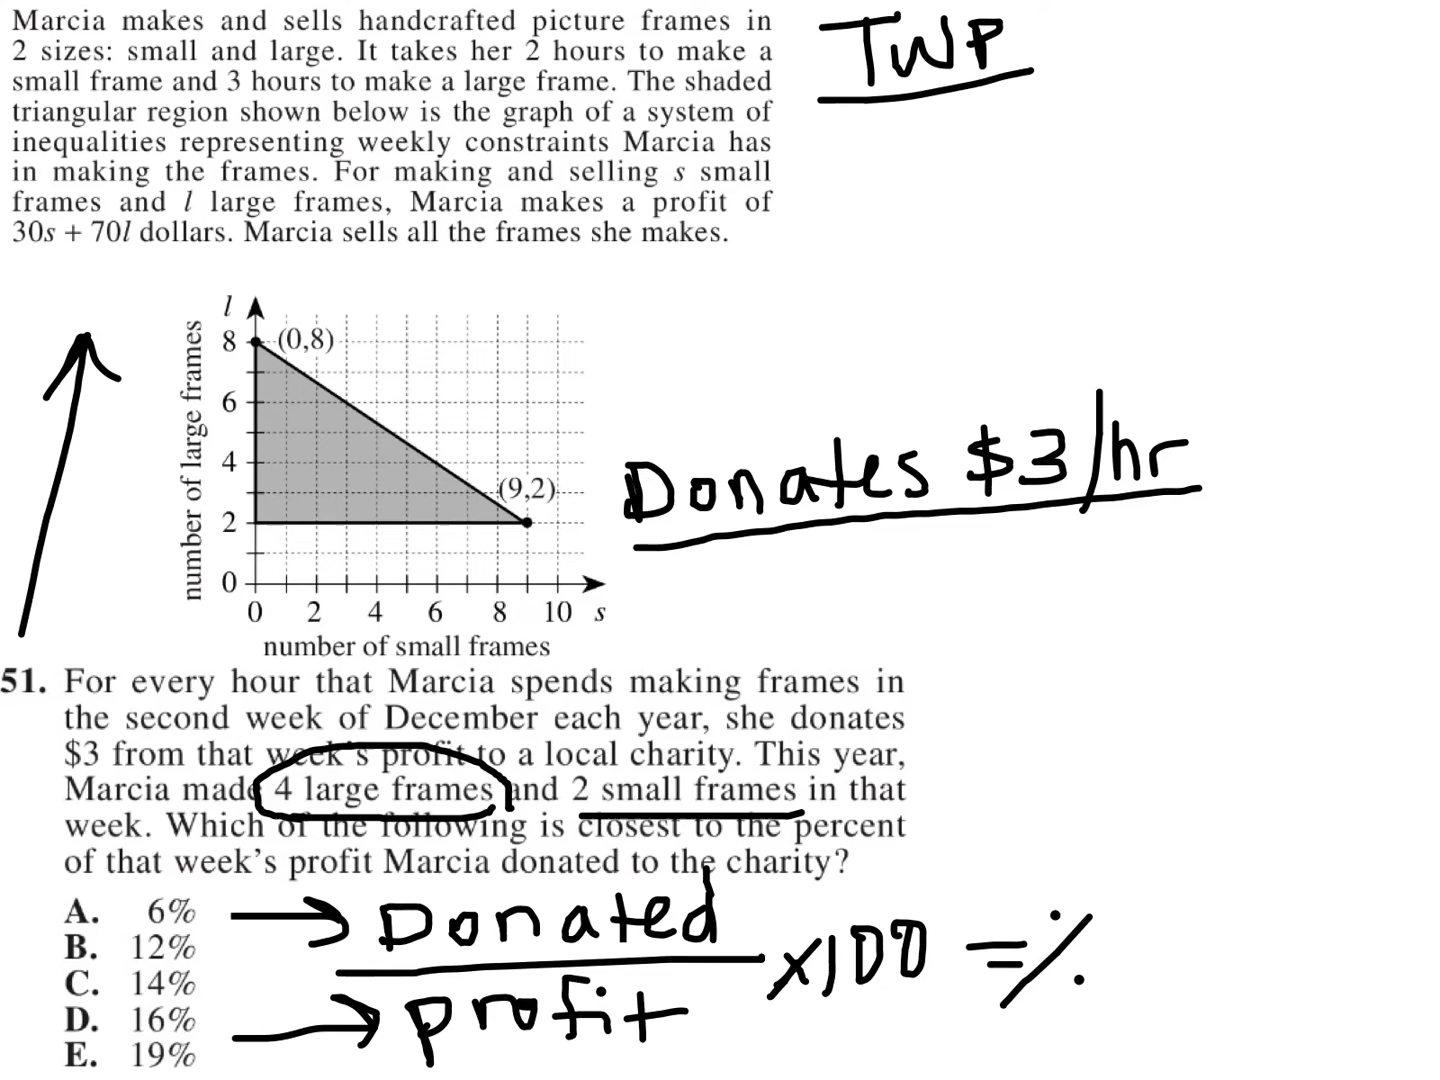 Marcia makes and sells handcrafted picture frames in
2 sizes: small and large. It takes her 2 hours to make a
small frame and 3 hours to make a large frame. The shaded
triangular region shown below is the graph of a system of
inequalities representing weekly constraints Marcia has
in making the frames. For making and selling s small
frames and l large frames, Marcia makes a profit of
30s + 70l dollars. Marcia sells all the frames she makes.
TWP
l
8
(0,8)
6
4
(9,2)
2
0
number of large frames
0 2 4 6 8 10 s
number of small frames
Donates $3/hr
51. For every hour that Marcia spends making frames in
the second week of December each year, she donates
$3 from that week's profit to a local charity. This year,
Marcia made 4 large frames and 2 small frames in that
week. Which of the following is closest to the percent
of that week's profit Marcia donated to the charity?
A. 6%
B. 12%
C. 14%
D. 16%
E. 19%
Donated
profit
x100 = %